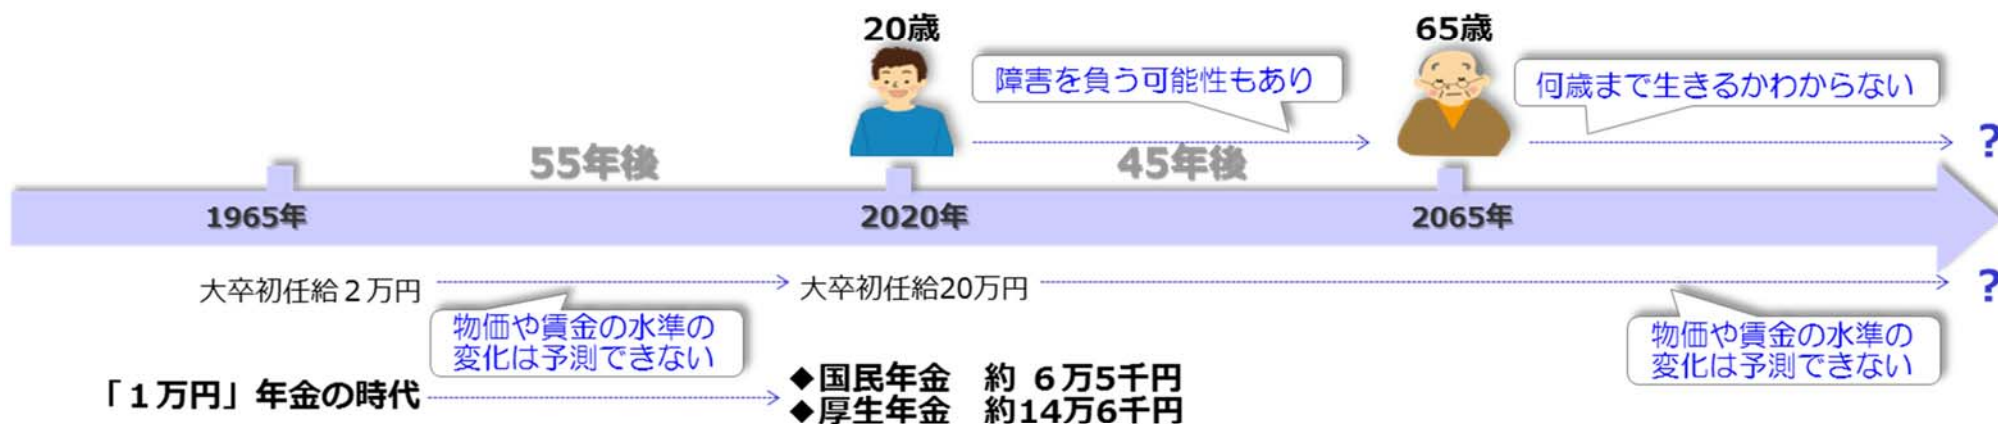 20歳
65歳
障害を負う可能性もあり
何歳まで生きるかわからない
?
55年後
45年後
1965年
2020年
2065年
大卒初任給２万円
大卒初任給20万円
?
物価や賃金の水準の
変化は予測できない
物価や賃金の水準の
変化は予測できない
「１万円」年金の時代
◆国民年金　約 ６万5千円
◆厚生年金　約14万6千円